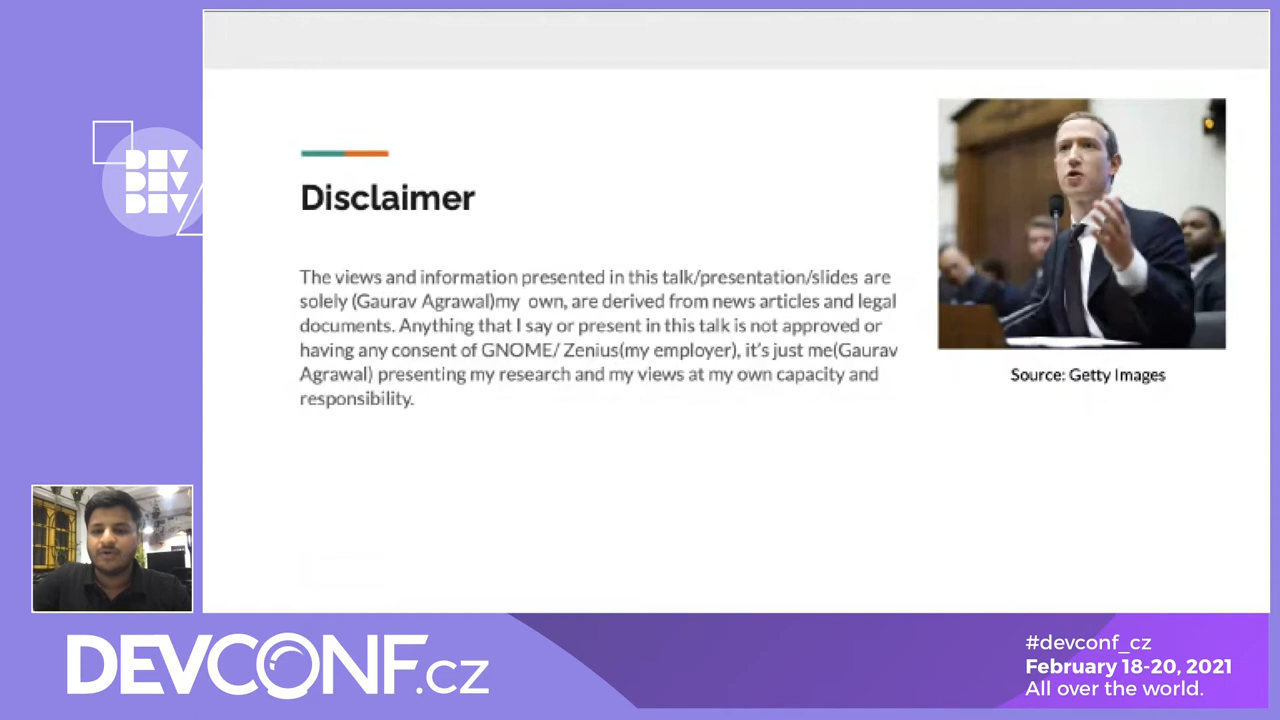 DEV
DEV
DEV
Disclaimer
The views and information presented in this talk/presentation/slides are
solely (Gaurav Agrawal)my own, are derived from news articles and legal
documents. Anything that I say or present in this talk is not approved or
having any consent of GNOME/ Zenius(my employer), it's just me(Gaurav
Agrawal) presenting my research and my views at my own capacity and
responsibility.
Source: Getty Images
DEVCONF.cz
#devconf_cz
February 18-20, 2021
All over the world.